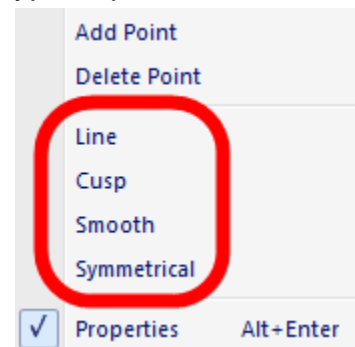 Add Point
Delete Point
Line
Cusp
Smooth
Symmetrical
Properties Alt+Enter